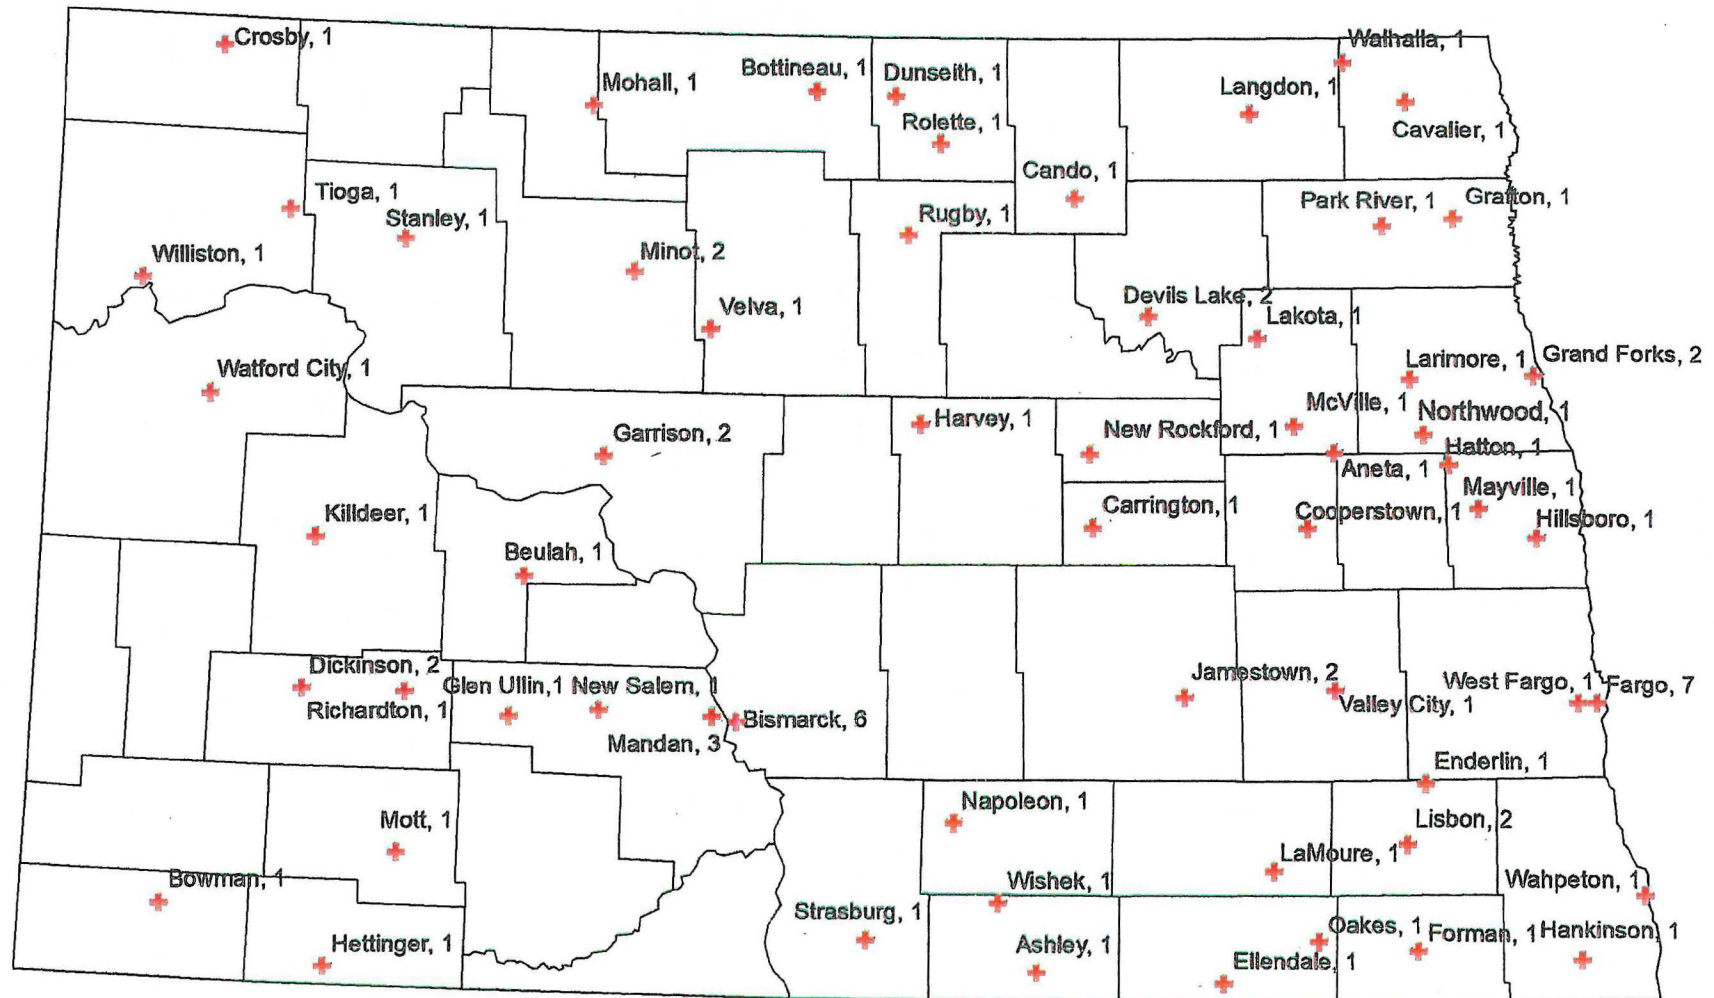 Crosby, 1
Walhalla, 1
Mohall, 1
Bottineau, 1
Dunseith, 1
Langdon, 1
Rolette, 1
Cavalier, 1
Cando, 1
Tioga, 1
Stanley, 1
Rugby, 1
Park River, 1
Grafton, 1
Williston, 1
Minot, 2
Velva, 1
Devils Lake, 2
Lakota, 1
Watford City, 1
Larimore, 1
Grand Forks, 2
McVille, 1
Northwood, 1
Garrison, 2
Harvey, 1
New Rockford, 1
Hatton, 1
Aneta, 1
Killdeer, 1
Carrington, 1
Cooperstown, 1
Mayville, 1
Hillsboro, 1
Beulah, 1
Dickinson, 2
Richardton, 1
Glen Ullin,1
New Salem, 1
Mandan, 3
Bismarck, 6
Jamestown, 2
Valley City, 1
West Fargo, 1
Fargo, 7
Enderlin, 1
Mott, 1
Napoleon, 1
Lisbon, 2
LaMoure, 1
Bowman, 1
Wishek, 1
Wahpeton, 1
Hettinger, 1
Strasburg, 1
Ashley, 1
Ellendale, 1
Oakes, 1
Forman, 1
Hankinson, 1